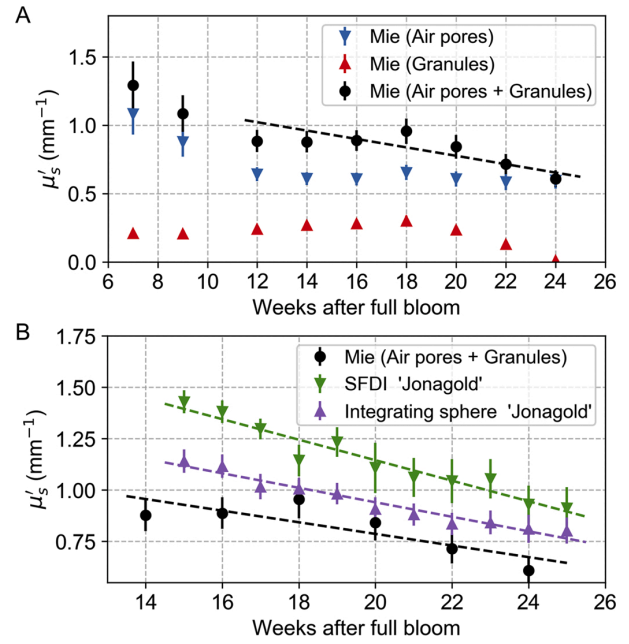 A
Mie (Air pores)
Mie (Granules)
Mie (Air pores + Granules)
1.5
1.0
0.5
0.0
μ′s (mm−1)
6 8 10 12 14 16 18 20 22 24 26
Weeks after full bloom
B
Mie (Air pores + Granules)
SFDI 'Jonagold'
Integrating sphere 'Jonagold'
1.75
1.50
1.25
1.00
0.75
μ′s (mm−1)
14 16 18 20 22 24 26
Weeks after full bloom